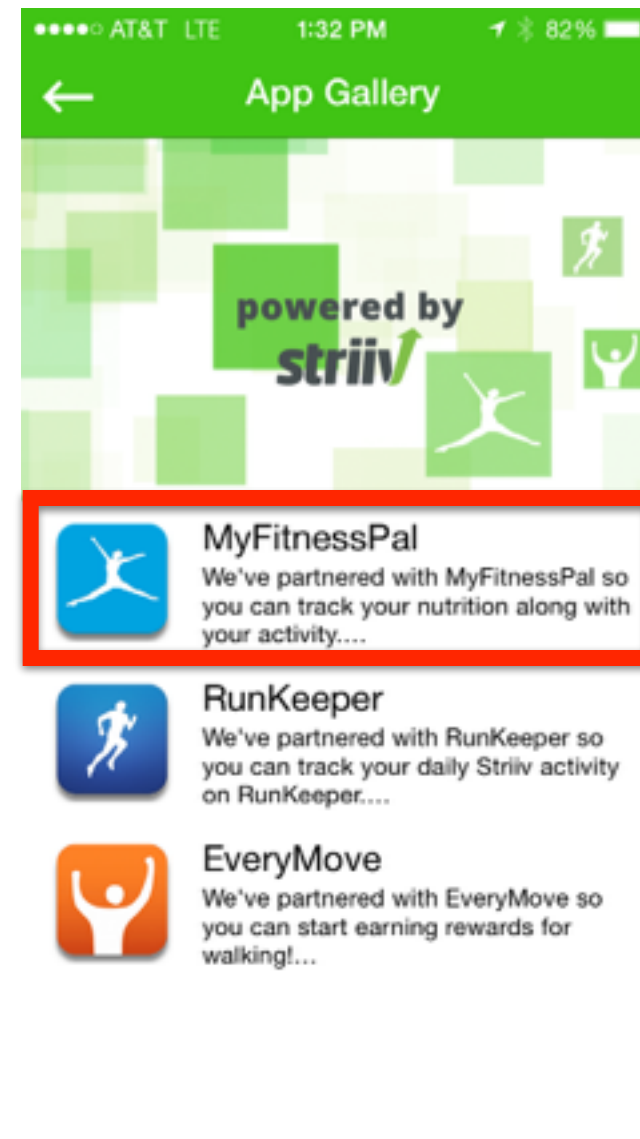 AT&T LTE 1:32 PM 82%
App Gallery
powered by
striiv
MyFitnessPal
We've partnered with MyFitnessPal so
you can track your nutrition along with
your activity....
RunKeeper
We've partnered with RunKeeper so
you can track your daily Striiv activity
on RunKeeper....
EveryMove
We've partnered with EveryMove so
you can start earning rewards for
walking!...